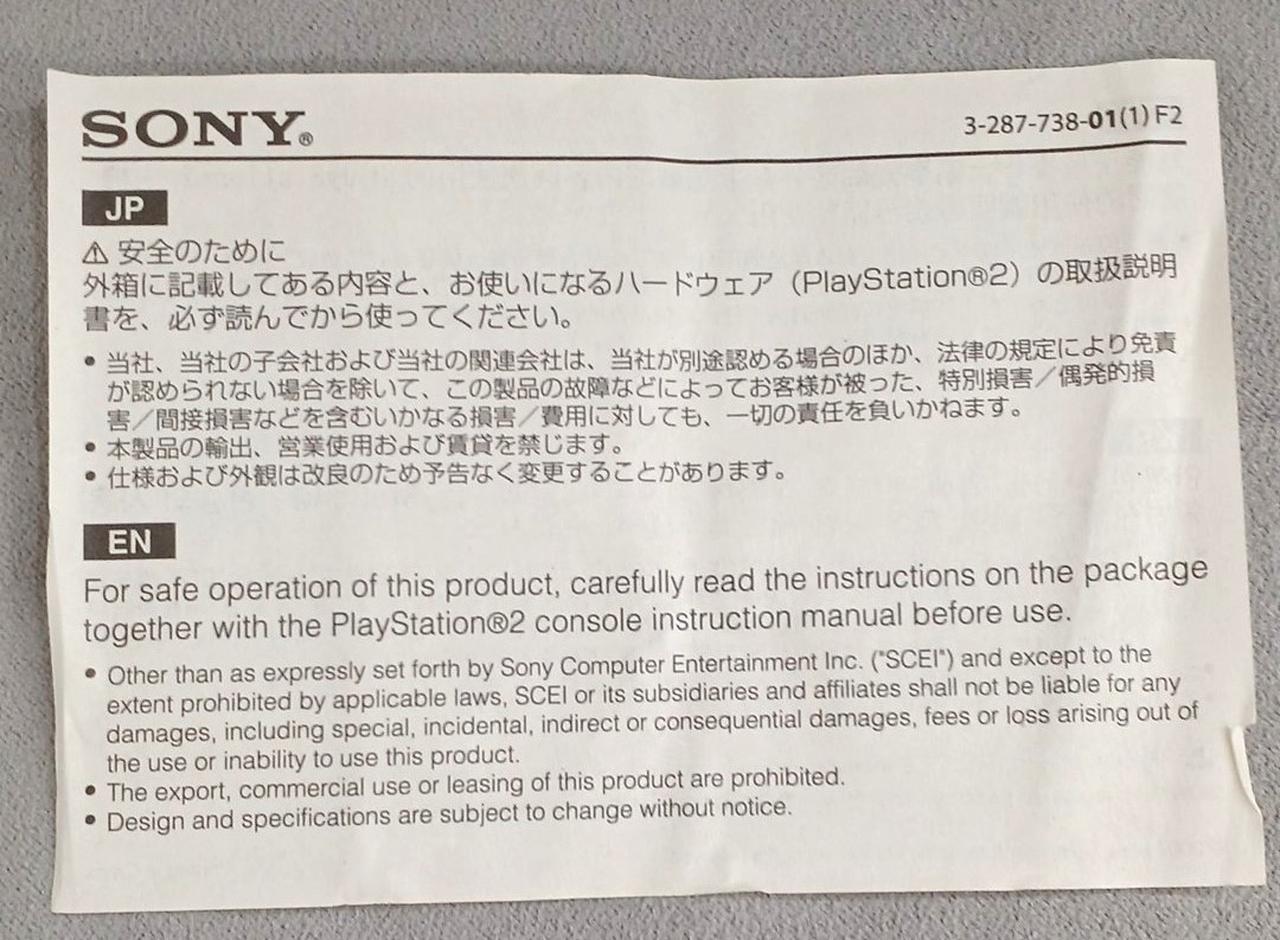 SONY®
3-287-738-01(1) F2
JP
⚠ 安全のために
外箱に記載してある内容と、お使いになるハードウェア（PlayStation®2）の取扱説明
書を、必ず読んでから使ってください。
• 当社、当社の子会社および当社の関連会社は、当社が別途認める場合のほか、法律の規定により免責
が認められない場合を除いて、この製品の故障などによってお客様が被った、特別損害／偶発的損
害／間接損害などを含むいかなる損害／費用に対しても、一切の責任を負いかねます。
• 本製品の輸出、営業使用および賃貸を禁じます。
• 仕様および外観は改良のため予告なく変更することがあります。
EN
For safe operation of this product, carefully read the instructions on the package
together with the PlayStation®2 console instruction manual before use.
• Other than as expressly set forth by Sony Computer Entertainment Inc. ("SCEI") and except to the
extent prohibited by applicable laws, SCEI or its subsidiaries and affiliates shall not be liable for any
damages, including special, incidental, indirect or consequential damages, fees or loss arising out of
the use or inability to use this product.
• The export, commercial use or leasing of this product are prohibited.
• Design and specifications are subject to change without notice.